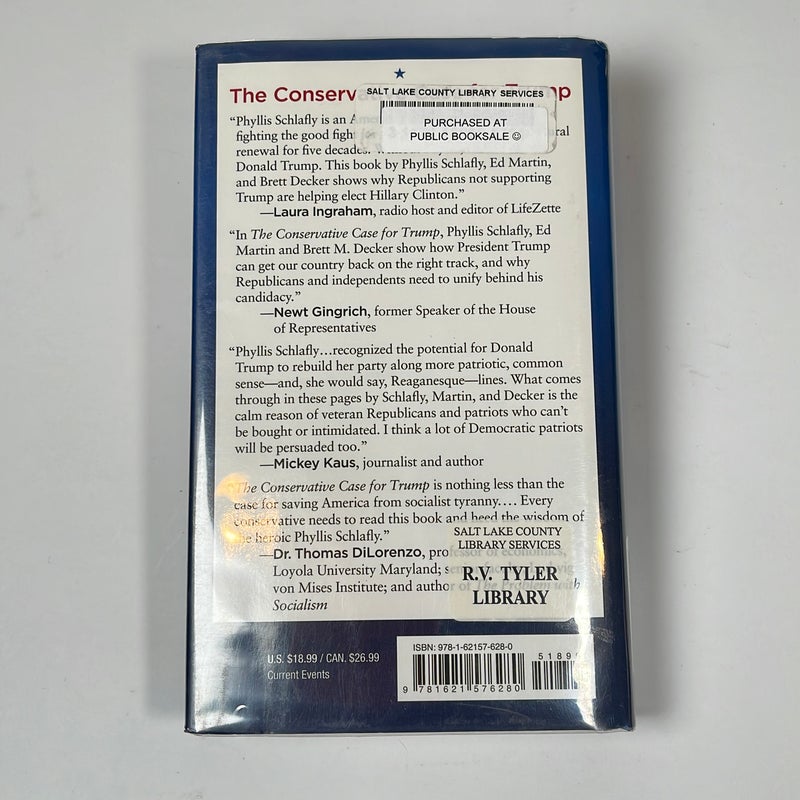 The Conserv
mp
SALT LAKE COUNTY LIBRARY SERVICES
PURCHASED AT
PUBLIC BOOKSALE ☺
“Phyllis Schlafly is an
fighting the good figh
renewal for five decades.
Donald Trump. This book by Phyllis Schlafly, Ed Martin,
and Brett Decker shows why Republicans not supporting
Trump are helping elect Hillary Clinton.”
—Laura Ingraham, radio host and editor of LifeZette
“In The Conservative Case for Trump, Phyllis Schlafly, Ed
Martin and Brett M. Decker show how President Trump
can get our country back on the right track, and why
Republicans and independents need to unify behind his
candidacy.”
—Newt Gingrich, former Speaker of the House
of Representatives
“Phyllis Schlafly…recognized the potential for Donald
Trump to rebuild her party along more patriotic, common
sense—and, she would say, Reaganesque—lines. What comes
through in these pages by Schlafly, Martin, and Decker is the
calm reason of veteran Republicans and patriots who can’t
be bought or intimidated. I think a lot of Democratic patriots
will be persuaded too.”
—Mickey Kaus, journalist and author
The Conservative Case for Trump is nothing less than the
case for saving America from socialist tyranny.… Every
conservative needs to read this book and heed the wisdom of
the heroic Phyllis Schlafly.”
—Dr. Thomas DiLorenzo, professor of economics,
Loyola University Maryland;
von Mises Institute; and author of The Problem with
Socialism
SALT LAKE COUNTY
LIBRARY SERVICES
R.V. TYLER
LIBRARY
U.S. $18.99 / CAN. $26.99
Current Events
ISBN: 978-1-62157-628-0
5189
9 781621 576280